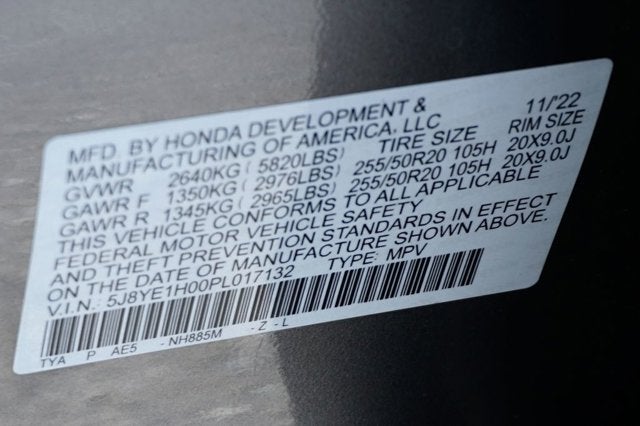 MFD. BY HONDA DEVELOPMENT & 11/'22
MANUFACTURING OF AMERICA, LLC
GVWR 2640KG ( 5820LBS) TIRE SIZE RIM SIZE
GAWR F 1350KG ( 2976LBS) 255/50R20 105H 20X9.0J
GAWR R 1345KG ( 2965LBS) 255/50R20 105H 20X9.0J
THIS VEHICLE CONFORMS TO ALL APPLICABLE
FEDERAL MOTOR VEHICLE SAFETY
AND THEFT PREVENTION STANDARDS IN EFFECT
ON THE DATE OF MANUFACTURE SHOWN ABOVE.
V.I.N.: 5J8YE1H00PL017132 TYPE: MPV
TYA P AE5 - NH885M - Z - L